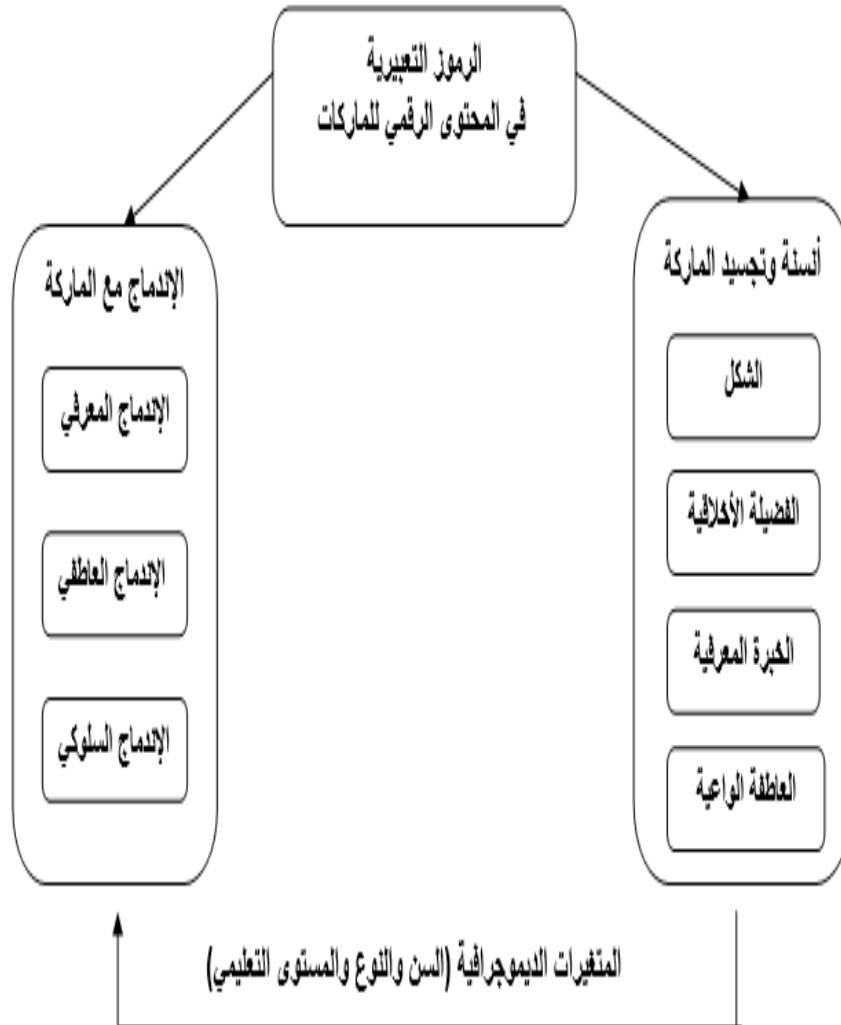 الرموز التعبيرية
في المحتوى الرقمي للماركات
أنسنة وتجسيد الماركة
الشكل
الفضيلة الأخلاقية
الخبرة المعرفية
العاطفة الواعية
الإندماج مع الماركة
الإندماج المعرفي
الإندماج العاطفي
الإندماج السلوكي
المتغيرات الديموجرافية (السن والنوع والمستوى التعليمي)